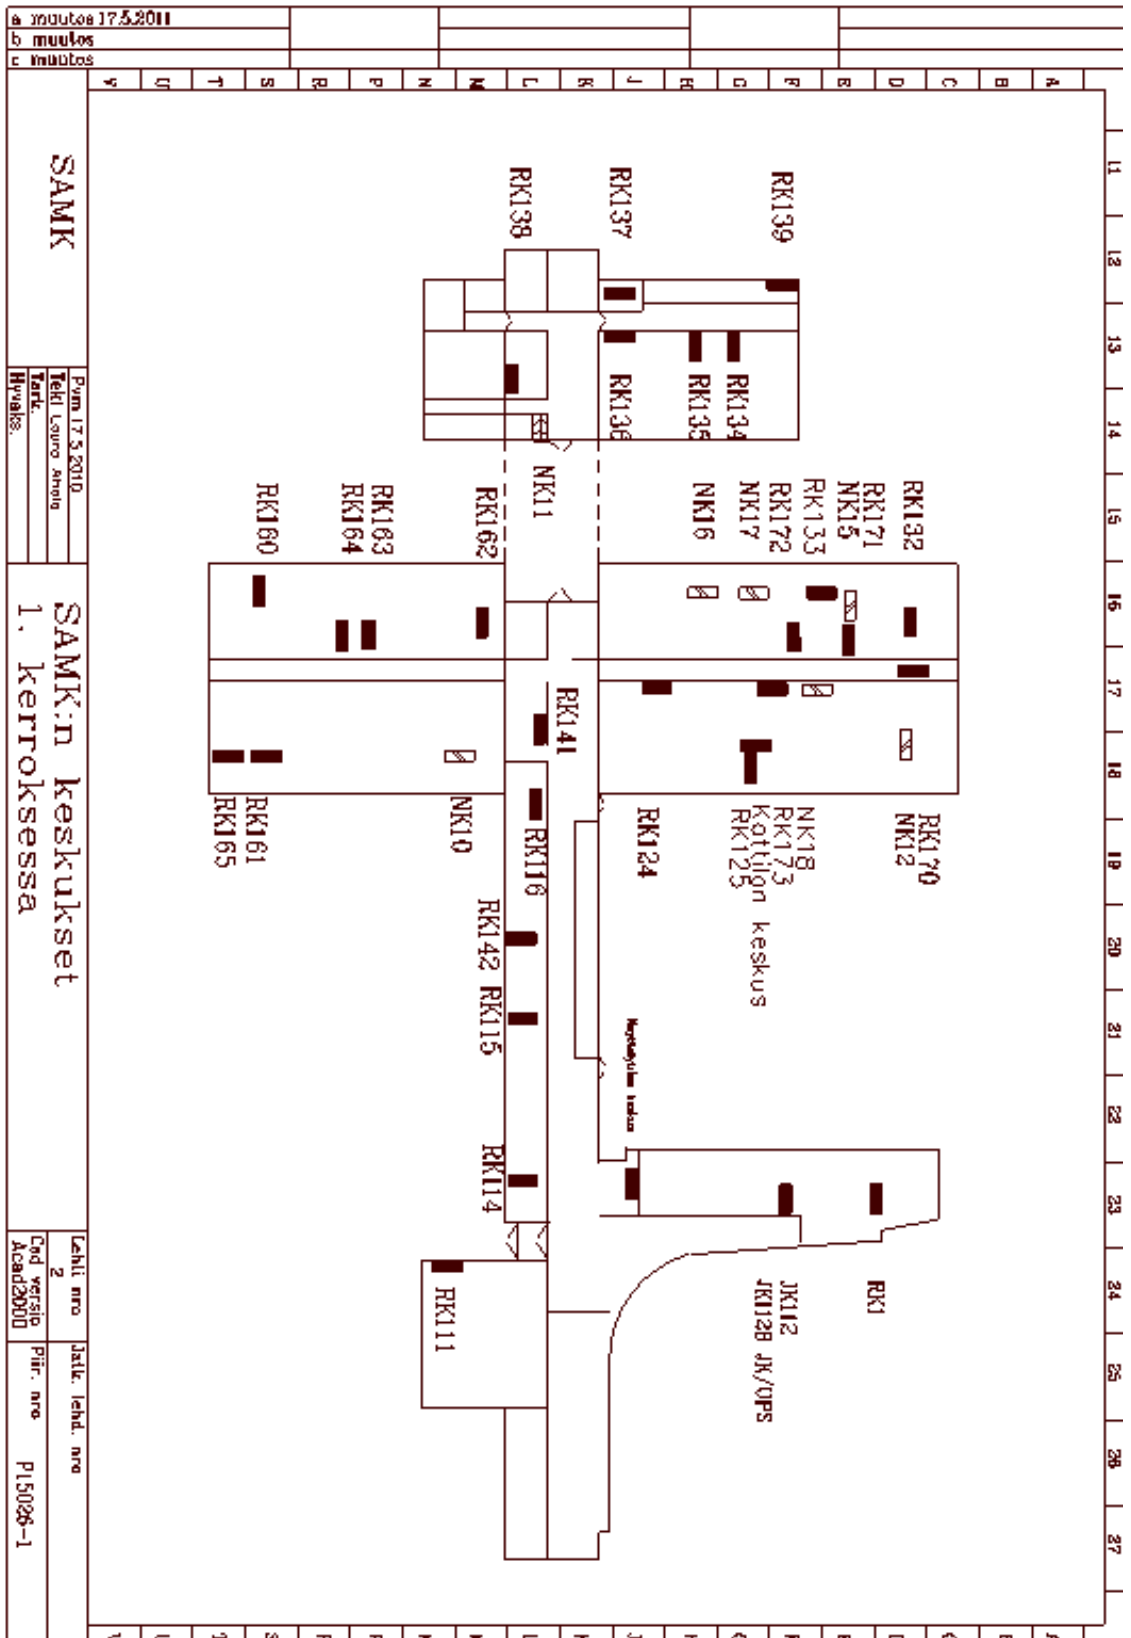 a muutos 17.5.2011
b muutos
c muutos
V U T S R P N M L K J H G F E D C B A
11
12
13
14
15
16
17
18
19
20
21
22
23
24
25
26
27
RK139
RK137
RK138
RK134
RK135
RK136
NK11
RK132
RK171
NK15
RK133
RK172
NK17
NK16
RK162
RK163
RK164
RK160
RK141
RK170
NK12
NK18
RK173
Kattilan keskus
RK125
RK124
RK116
NK10
RK161
RK165
RK142
RK115
RK114
RK1
JK112
JK112B JK/UPS
RK111
SAMK
Pvm 17.5.2010
Tark.
Hyväks.
SAMK:n keskukset
1. kerroksessa
Lehti nro
2
Jatk. lehd. nro
Cad versio
Acad2000
Piir. nro
P15026-1